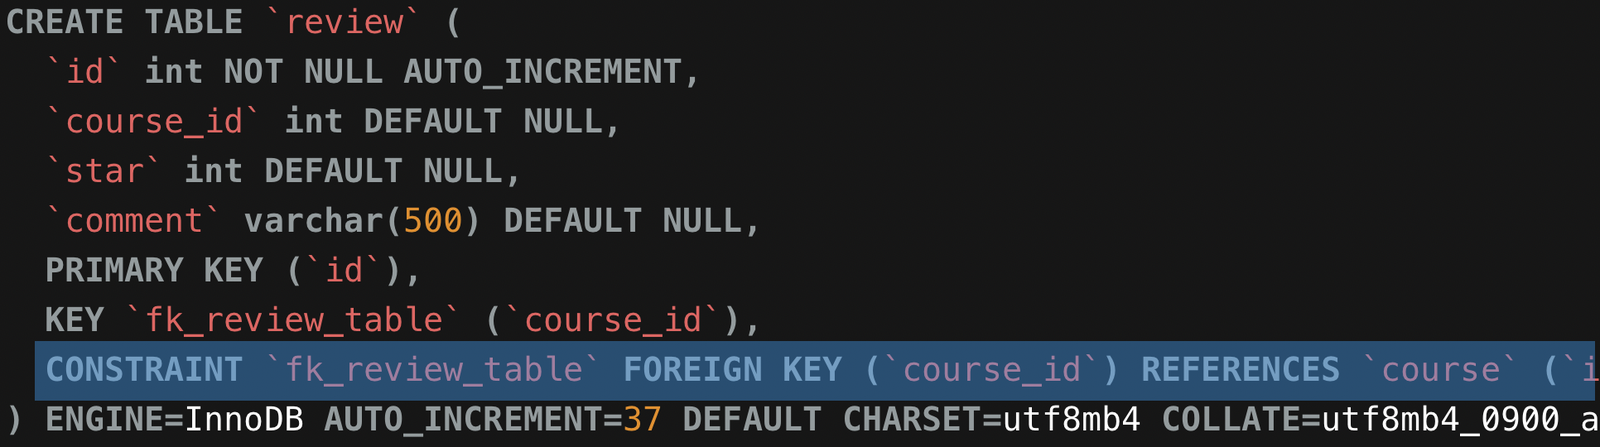 CREATE TABLE `review` (
  `id` int NOT NULL AUTO_INCREMENT,
  `course_id` int DEFAULT NULL,
  `star` int DEFAULT NULL,
  `comment` varchar(500) DEFAULT NULL,
  PRIMARY KEY (`id`),
  KEY `fk_review_table` (`course_id`),
  CONSTRAINT `fk_review_table` FOREIGN KEY (`course_id`) REFERENCES `course` (`i
) ENGINE=InnoDB AUTO_INCREMENT=37 DEFAULT CHARSET=utf8mb4 COLLATE=utf8mb4_0900_a